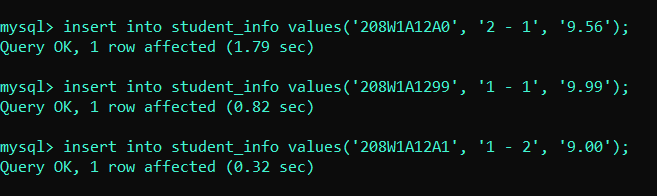 mysql> insert into student_info values('208W1A12A0', '2 - 1', '9.56');
Query OK, 1 row affected (1.79 sec)
mysql> insert into student_info values('208W1A1299', '1 - 1', '9.99');
Query OK, 1 row affected (0.82 sec)
mysql> insert into student_info values('208W1A12A1', '1 - 2', '9.00');
Query OK, 1 row affected (0.32 sec)